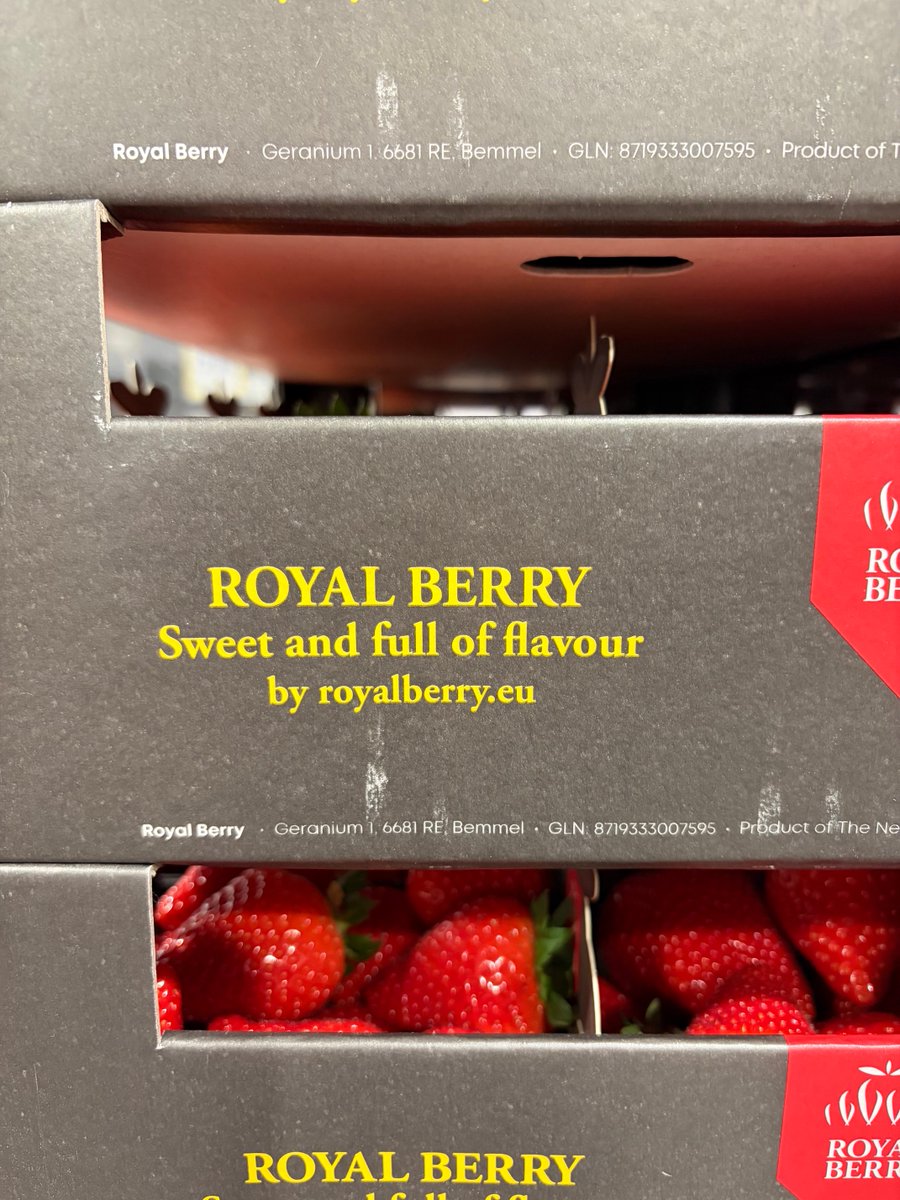 Royal Berry · Geranium 1, 6681 RE, Bemmel · GLN: 8719333007595 · Product of
ROYAL BERRY
Sweet and full of flavour
by royalberry.eu
Royal Berry · Geranium 1, 6681 RE, Bemmel · GLN: 8719333007595 · Product of The
ROYAL BERRY